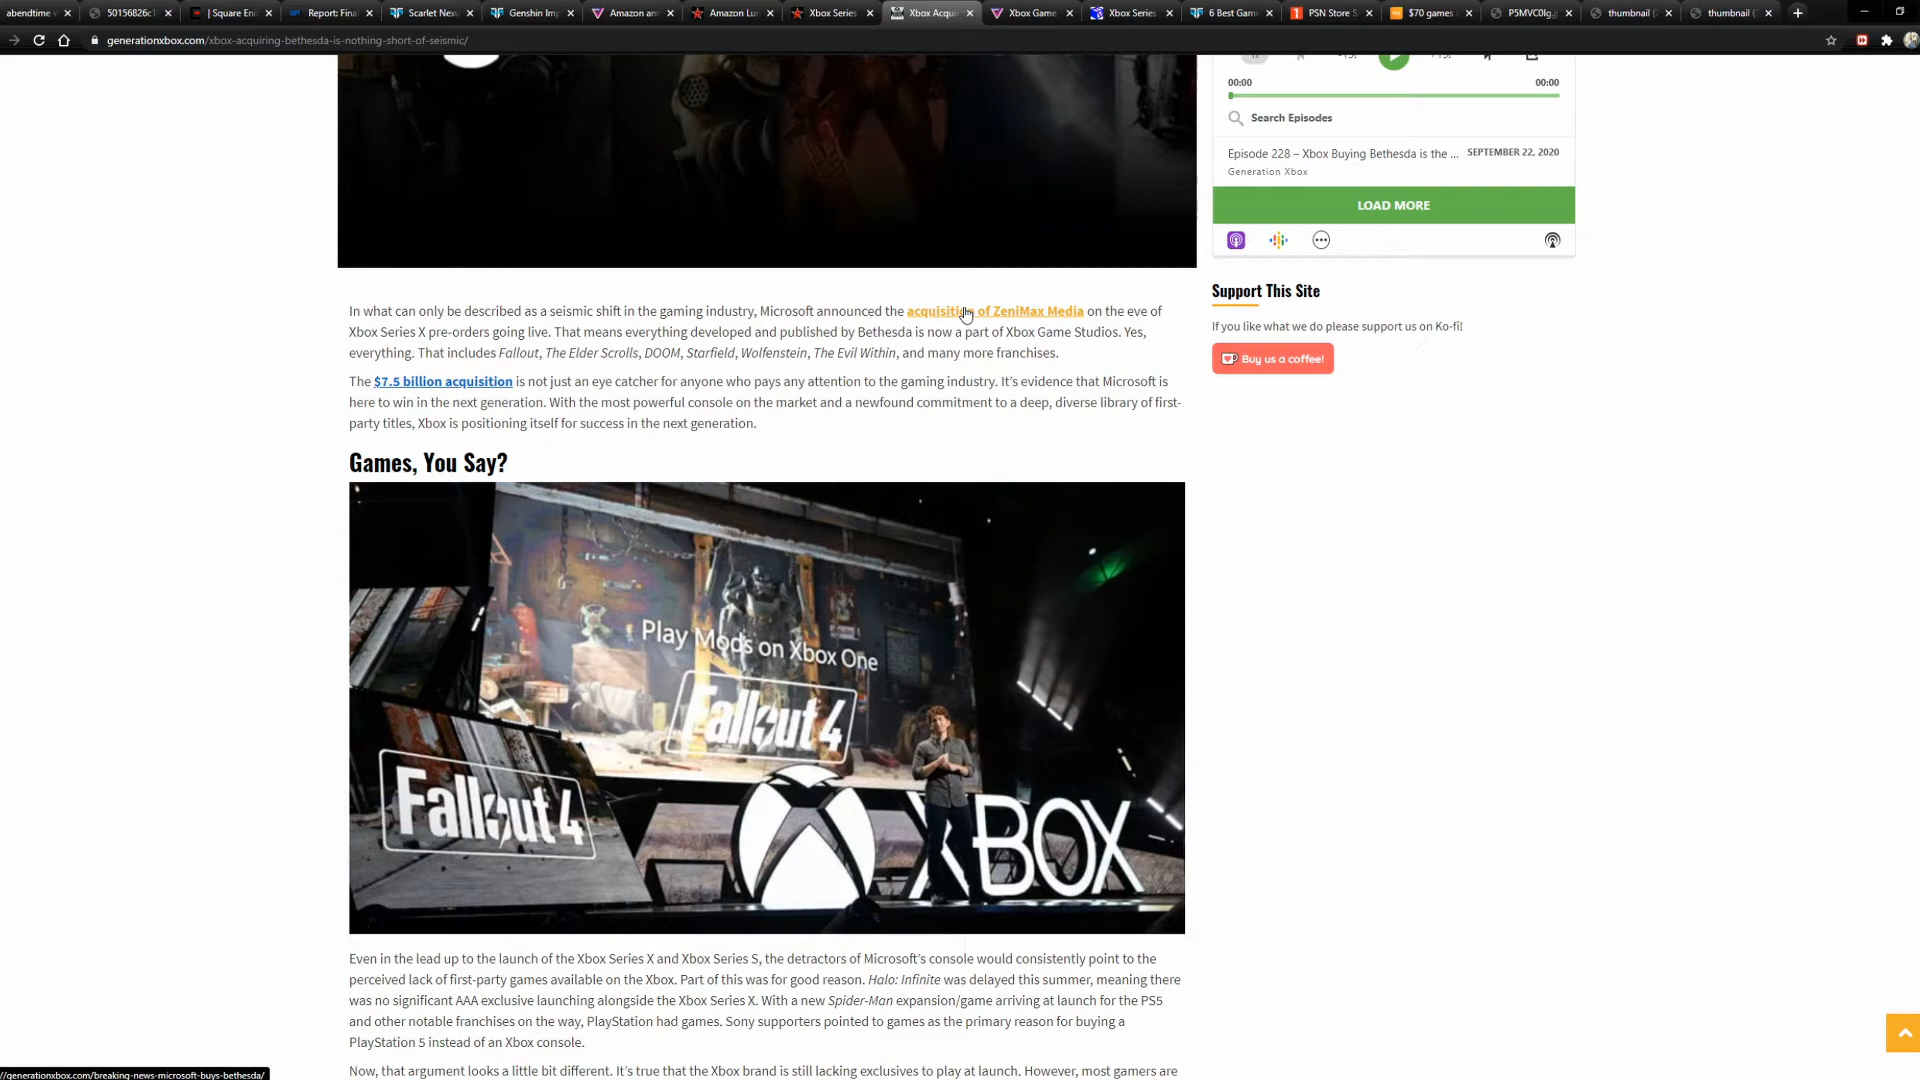 abendtime
50156826c
| Square Eni
Report: Fina
Scarlet Nexu
Genshin Imp
Amazon an
Amazon Lu
Xbox Series
Xbox Acqui
Xbox Game
Xbox Series
6 Best Gam
PSN Store S
$70 games
P5MVC0Ig.j
thumbnail (
thumbnail (
generationxbox.com/xbox-acquiring-bethesda-is-nothing-short-of-seismic/
00:00
00:00
Search Episodes
Episode 228 – Xbox Buying Bethesda is the ...
SEPTEMBER 22, 2020
Generation Xbox
LOAD MORE
Support This Site
If you like what we do please support us on Ko-fi!
Buy us a coffee!
In what can only be described as a seismic shift in the gaming industry, Microsoft announced the acquisition of ZeniMax Media on the eve of
Xbox Series X pre-orders going live. That means everything developed and published by Bethesda is now a part of Xbox Game Studios. Yes,
everything. That includes Fallout, The Elder Scrolls, DOOM, Starfield, Wolfenstein, The Evil Within, and many more franchises.
The $7.5 billion acquisition is not just an eye catcher for anyone who pays any attention to the gaming industry. It’s evidence that Microsoft is
here to win in the next generation. With the most powerful console on the market and a newfound commitment to a deep, diverse library of first-
party titles, Xbox is positioning itself for success in the next generation.
Games, You Say?
Play Mods on Xbox One
Fallout 4
Fallout 4
XBOX
Even in the lead up to the launch of the Xbox Series X and Xbox Series S, the detractors of Microsoft’s console would consistently point to the
perceived lack of first-party games available on the Xbox. Part of this was for good reason. Halo: Infinite was delayed this summer, meaning there
was no significant AAA exclusive launching alongside the Xbox Series X. With a new Spider-Man expansion/game arriving at launch for the PS5
and other notable franchises on the way, PlayStation had games. Sony supporters pointed to games as the primary reason for buying a
PlayStation 5 instead of an Xbox console.
Now, that argument looks a little bit different. It’s true that the Xbox brand is still lacking exclusives to play at launch. However, most gamers are
//generationxbox.com/breaking-news-microsoft-buys-bethesda/